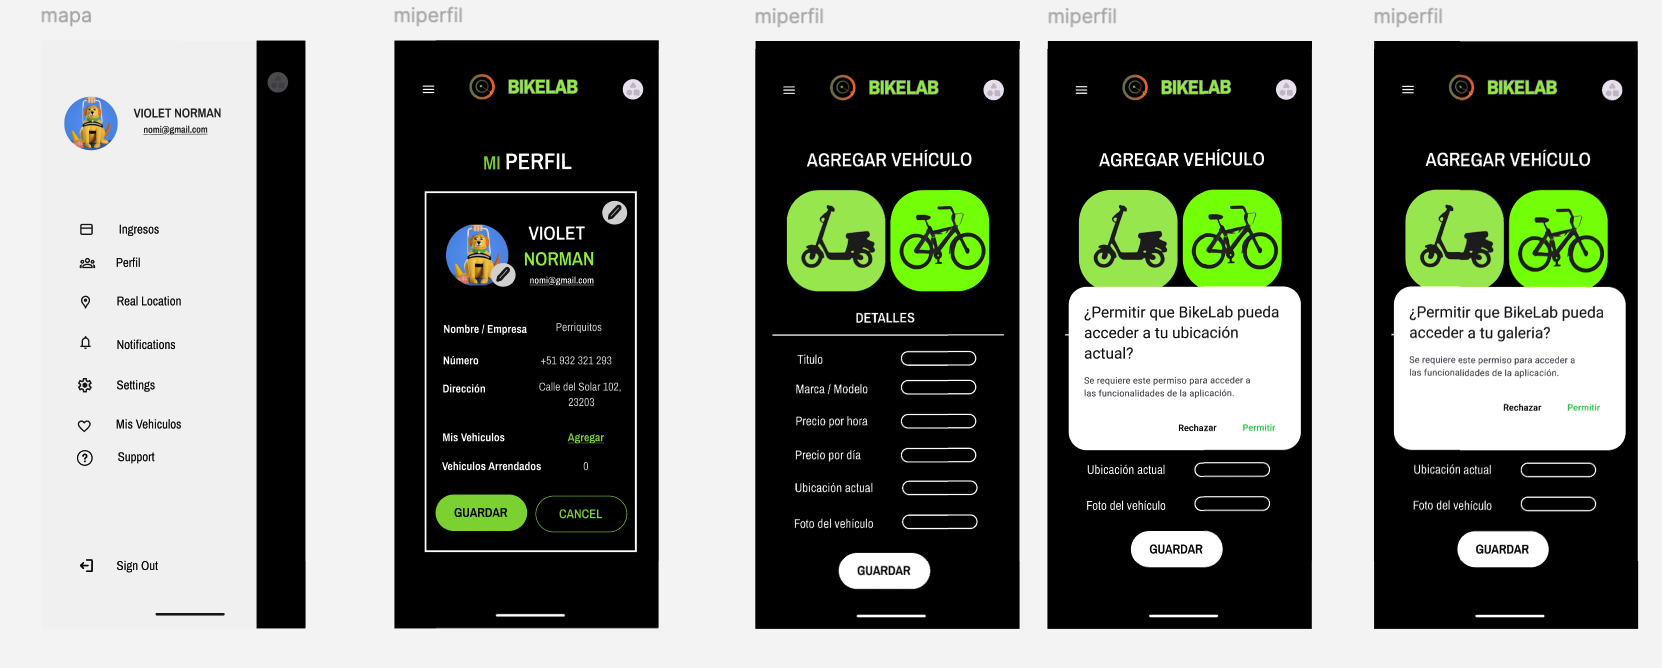 mapa
VIOLET NORMAN
nomi@gmail.com
Ingresos
Perfil
Real Location
Notifications
Settings
Mis Vehiculos
Support
Sign Out
miperfil
BIKELAB
MI PERFIL
VIOLET
NORMAN
nomi@gmail.com
Nombre / Empresa
Perriquitos
Número
+51 932 321 293
Dirección
Calle del Solar 102,
23203
Mis Vehiculos
Agregar
Vehiculos Arrendados
0
GUARDAR
CANCEL
miperfil
BIKELAB
AGREGAR VEHÍCULO
DETALLES
Título
Marca / Modelo
Precio por hora
Precio por día
Ubicación actual
Foto del vehículo
GUARDAR
miperfil
BIKELAB
AGREGAR VEHÍCULO
¿Permitir que BikeLab pueda
acceder a tu ubicación
actual?
Se requiere este permiso para acceder a
las funcionalidades de la aplicación.
Rechazar
Permitir
Ubicación actual
Foto del vehículo
GUARDAR
miperfil
BIKELAB
AGREGAR VEHÍCULO
¿Permitir que BikeLab pueda
acceder a tu galeria?
Se requiere este permiso para acceder a
las funcionalidades de la aplicación.
Rechazar
Permitir
Ubicación actual
Foto del vehículo
GUARDAR